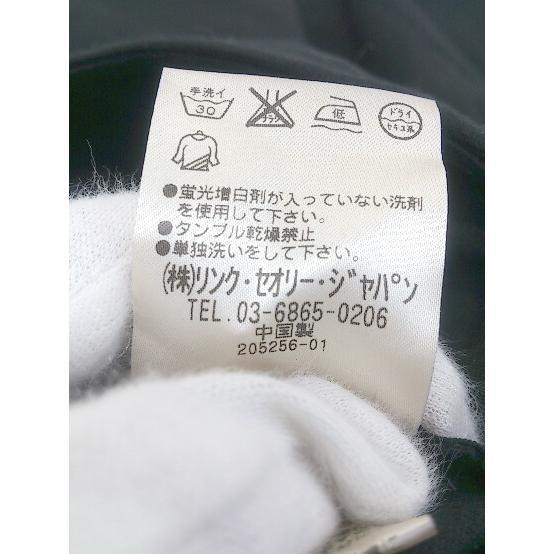 手洗イ
30
低
ドライ
セキユ系
●蛍光増白剤が入っていない洗剤
を使用して下さい。
●タンブル乾燥禁止
●単独洗いをして下さい。
(株)リンク・セオリー・ジャパン
TEL.03-6865-0206
中国製
205256-01